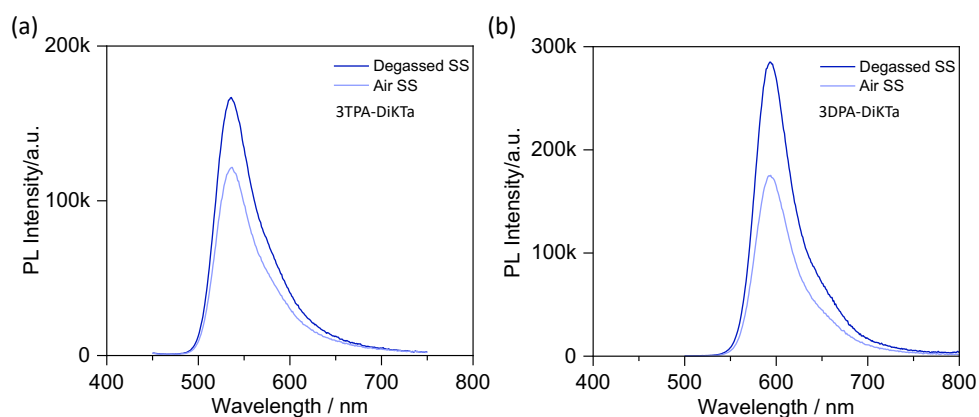 (a)
200k
100k
0
PL Intensity/a.u.
400 500 600 700 800
Wavelength / nm
Degassed SS
Air SS
3TPA-DiKTa
(b)
300k
200k
100k
0
PL Intensity/a.u.
400 500 600 700 800
Wavelength / nm
Degassed SS
Air SS
3DPA-DiKTa